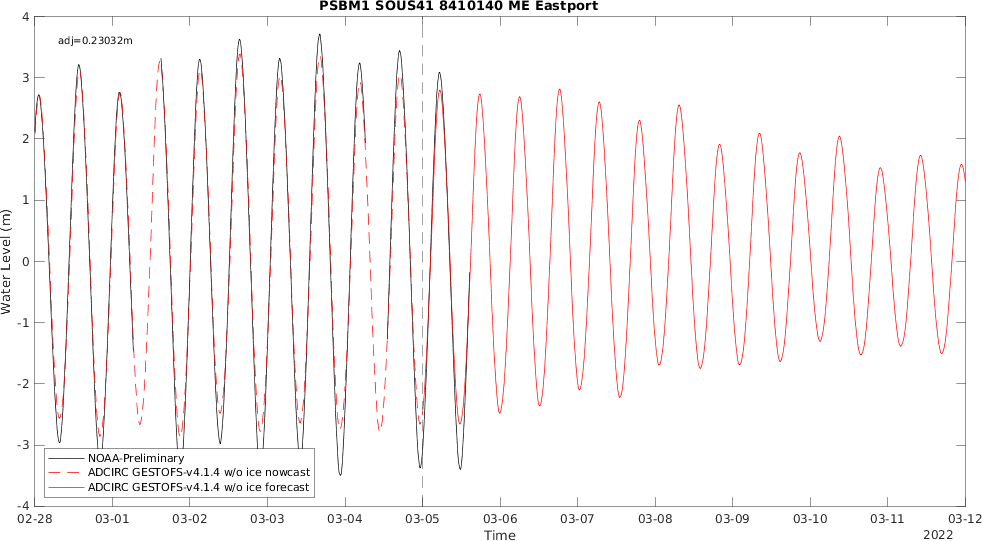 PSBM1 SOUS41 8410140 ME Eastport
adj=0.23032m
4
3
2
1
0
-1
-2
-3
-4
Water Level (m)
NOAA-Preliminary
ADCIRC GESTOFS-v4.1.4 w/o ice nowcast
ADCIRC GESTOFS-v4.1.4 w/o ice forecast
02-28 03-01 03-02 03-03 03-04 03-05 03-06 03-07 03-08 03-09 03-10 03-11 03-12
Time
2022